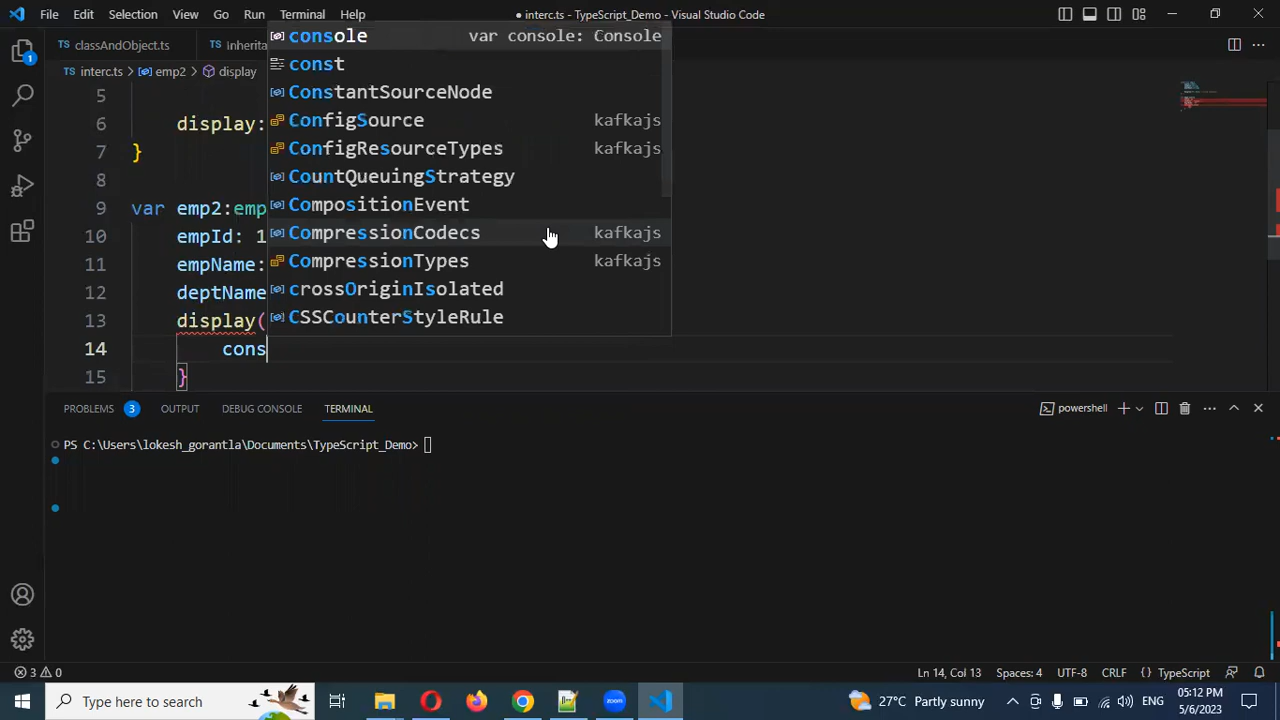 File Edit Selection View Go Run Terminal Help
● interc.ts - TypeScript_Demo - Visual Studio Code
TS classAndObject.ts
TS inherita
TS interc.ts > emp2 > display
console var console: Console
const
ConstantSourceNode
ConfigSource kafkajs
ConfigResourceTypes kafkajs
CountQueuingStrategy
CompositionEvent
CompressionCodecs kafkajs
CompressionTypes kafkajs
crossOriginIsolated
CSSCounterStyleRule
5
6 display:
7 }
8
9 var emp2:emp
10 empId: 1
11 empName:
12 deptName
13 display(
14 cons
15 }
PROBLEMS 3 OUTPUT DEBUG CONSOLE TERMINAL
powershell
PS C:\Users\lokesh_gorantla\Documents\TypeScript_Demo>
3 0
Ln 14, Col 13 Spaces: 4 UTF-8 CRLF {} TypeScript
Type here to search
27°C Partly sunny
ENG
05:12 PM
5/6/2023
1
1